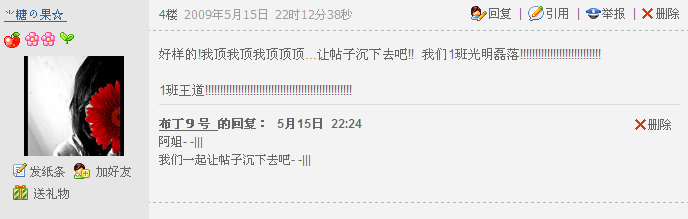 ツ糖の果☆
4楼 2009年5月15日 22时12分38秒 回复 | 引用 | 举报 | 删除
好样的!我顶我顶我顶顶顶...让帖子沉下去吧!! 我们1班光明磊落!!!!!!!!!!!!!!!!!!!!!!!!!!!
1班王道!!!!!!!!!!!!!!!!!!!!!!!!!!!!!!!!!!!!!!!!!!!!!!!!!
布丁9号 的回复： 5月15日 22:24 删除
阿姐- -|||
我们一起让帖子沉下去吧- -|||
发纸条 加好友
送礼物